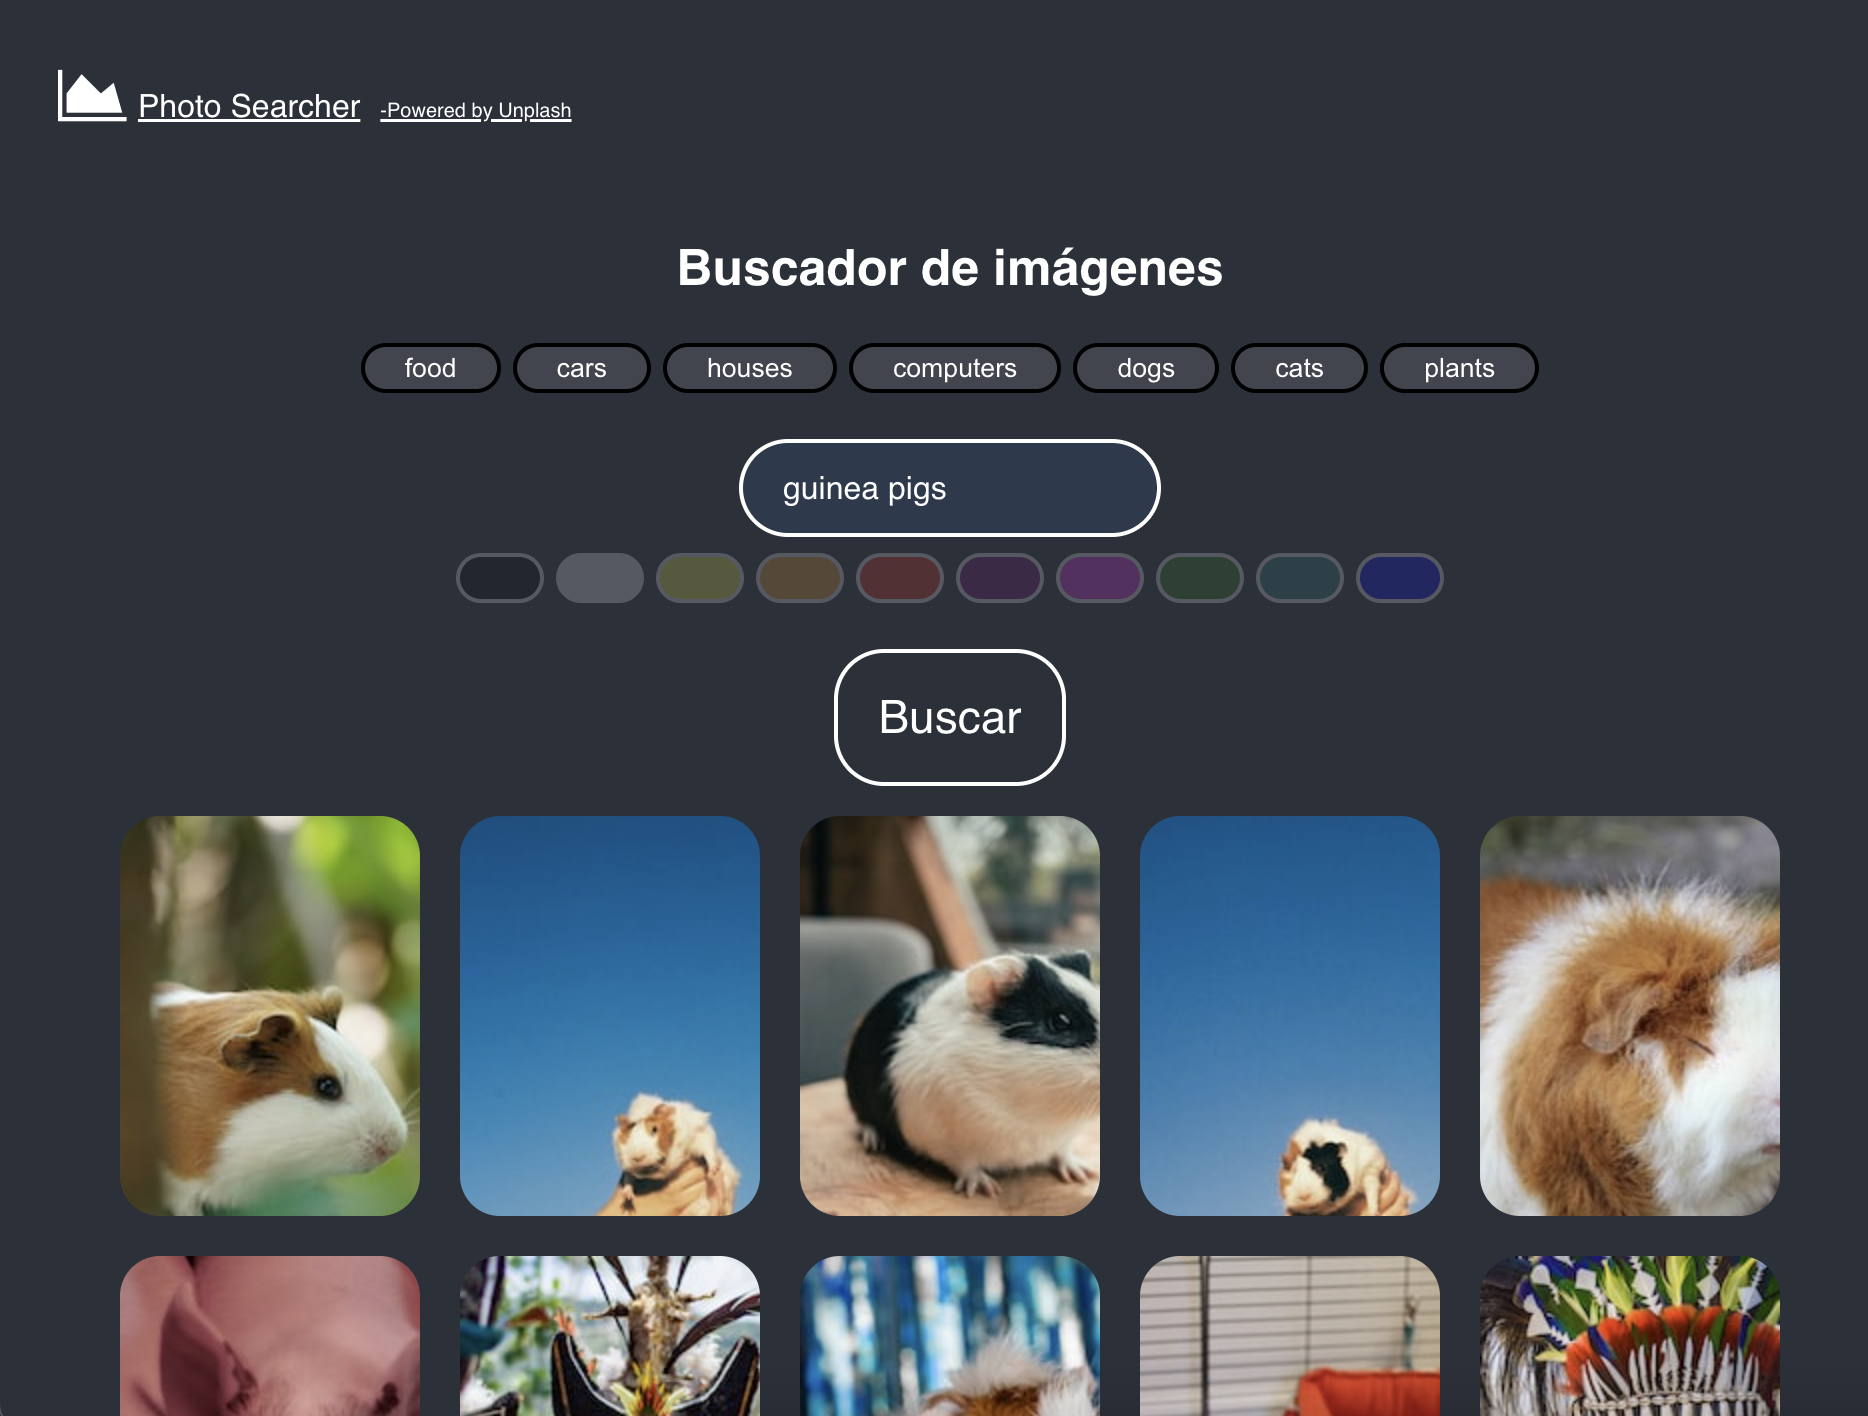 Photo Searcher -Powered by Unplash
Buscador de imágenes
food cars houses computers dogs cats plants
guinea pigs
Buscar